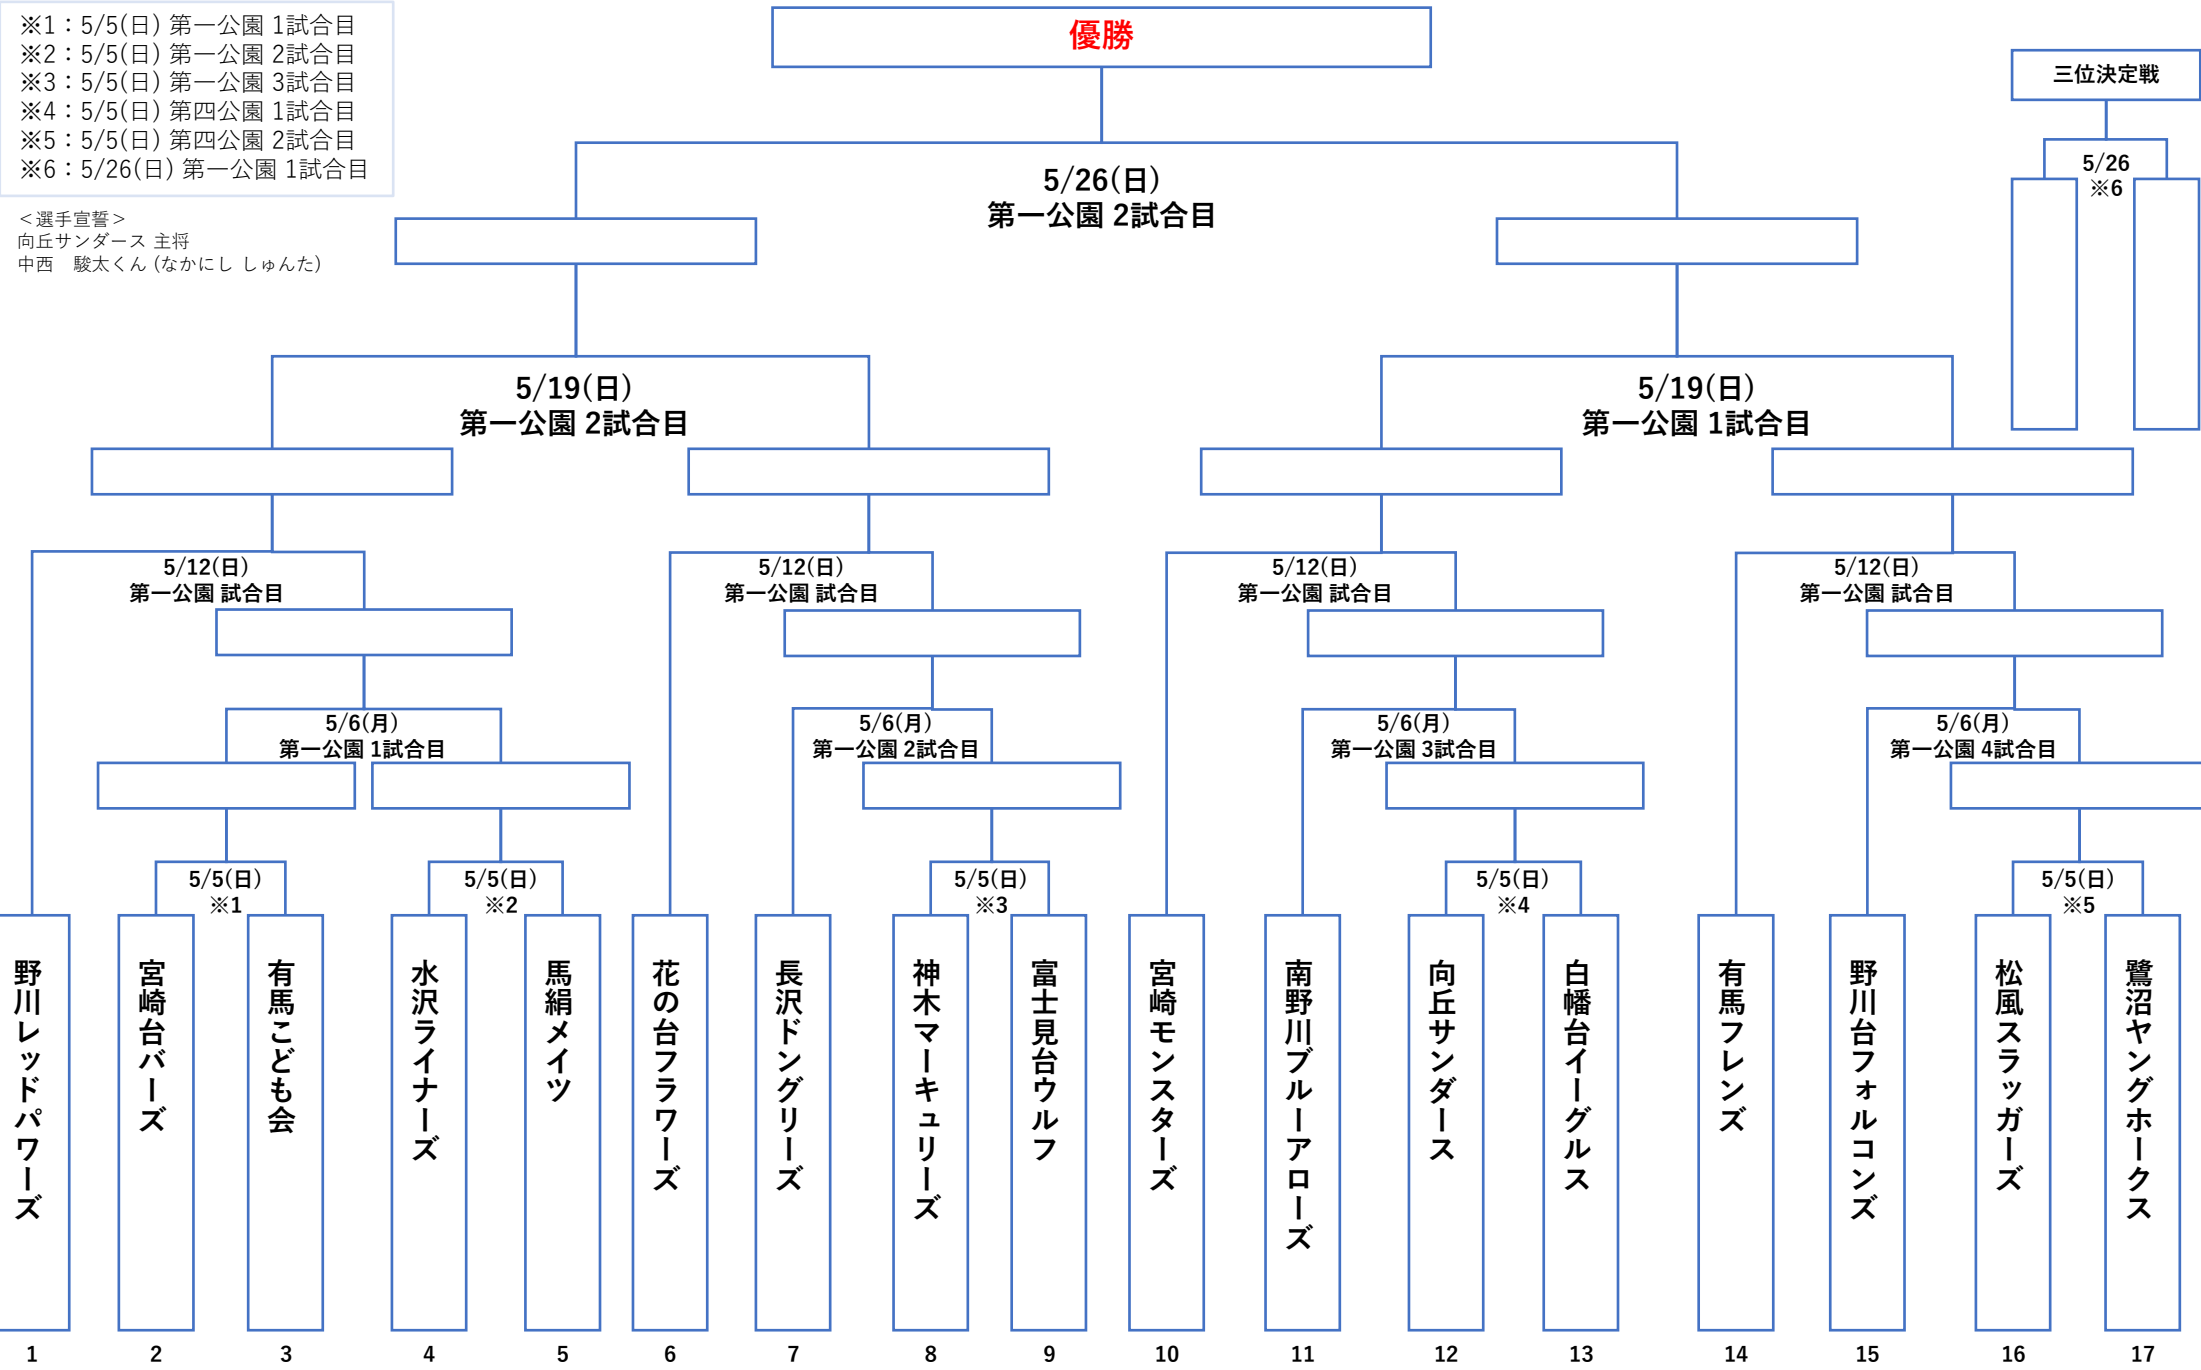 ※1：5/5(日) 第一公園 1試合目
※2：5/5(日) 第一公園 2試合目
※3：5/5(日) 第一公園 3試合目
※4：5/5(日) 第四公園 1試合目
※5：5/5(日) 第四公園 2試合目
※6：5/26(日) 第一公園 1試合目
＜選手宣誓＞
向丘サンダース 主将
中西　駿太くん (なかにし しゅんた)
優勝
三位決定戦
5/26
※6
5/26(日)
第一公園 2試合目
5/19(日)
第一公園 2試合目
5/19(日)
第一公園 1試合目
5/12(日)
第一公園 試合目
5/12(日)
第一公園 試合目
5/12(日)
第一公園 試合目
5/12(日)
第一公園 試合目
5/6(月)
第一公園 1試合目
5/6(月)
第一公園 2試合目
5/6(月)
第一公園 3試合目
5/6(月)
第一公園 4試合目
5/5(日)
※1
5/5(日)
※2
5/5(日)
※3
5/5(日)
※4
5/5(日)
※5
野川レッドパワーズ
宮崎台バーズ
有馬こども会
水沢ライナーズ
馬絹メイツ
花の台フラワーズ
長沢ドングリーズ
神木マーキュリーズ
富士見台ウルフ
宮崎モンスターズ
南野川ブルーアローズ
向丘サンダース
白幡台イーグルス
有馬フレンズ
野川台フォルコンズ
松風スラッガーズ
鷺沼ヤングホークス
1
2
3
4
5
6
7
8
9
10
11
12
13
14
15
16
17